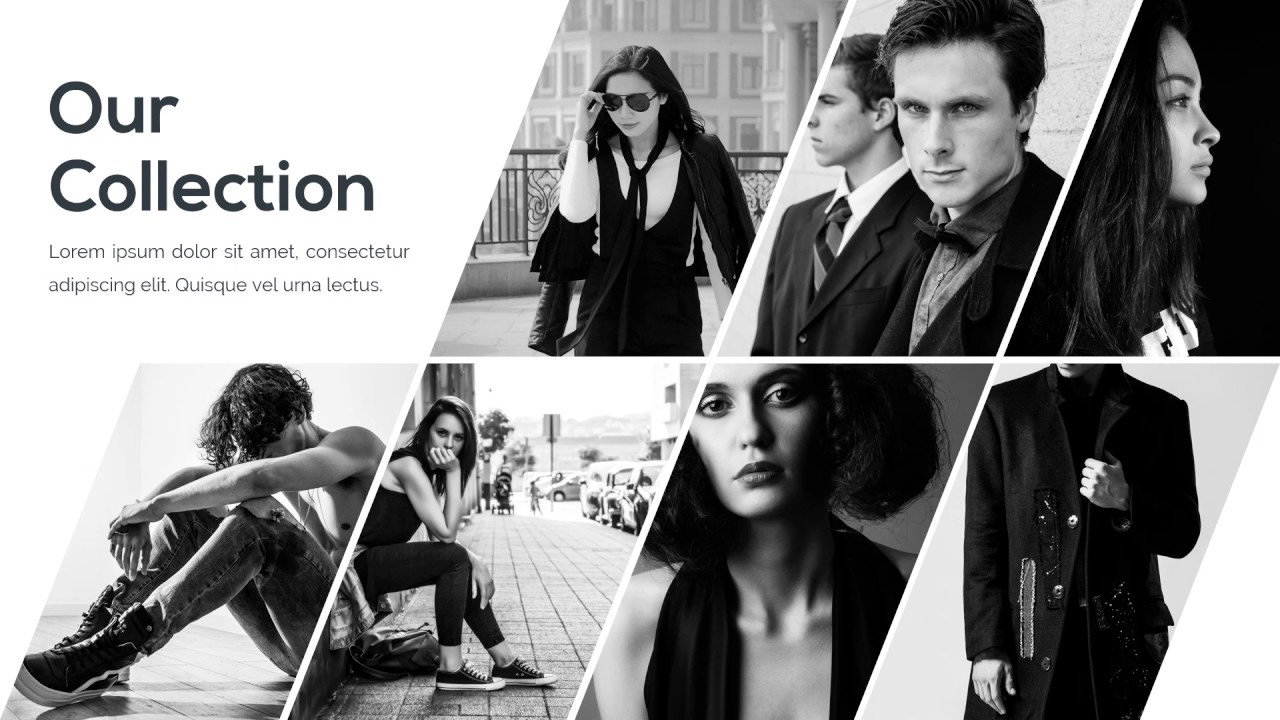 Our
Collection
Lorem ipsum dolor sit amet, consectetur
adipiscing elit. Quisque vel urna lectus.